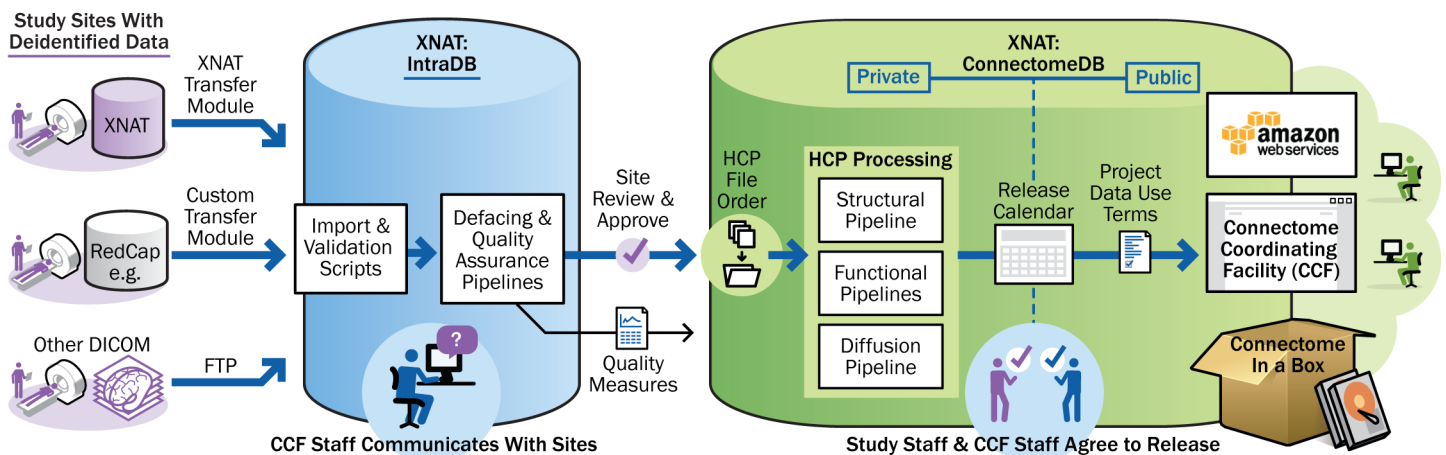 Study Sites With
Deidentified Data
XNAT
Transfer
Module
XNAT
Custom
Transfer
Module
RedCap
e.g.
Other DICOM
FTP
XNAT:
IntraDB
Import &
Validation
Scripts
Defacing &
Quality
Assurance
Pipelines
?
CCF Staff Communicates With Sites
Site
Review &
Approve
Quality
Measures
XNAT:
ConnectomeDB
Private
Public
HCP
File
Order
HCP Processing
Structural
Pipeline
Functional
Pipelines
Diffusion
Pipeline
Release
Calendar
Project
Data Use
Terms
Study Staff & CCF Staff Agree to Release
amazon
webservices
Connectome
Coordinating
Facility (CCF)
Connectome
In a Box